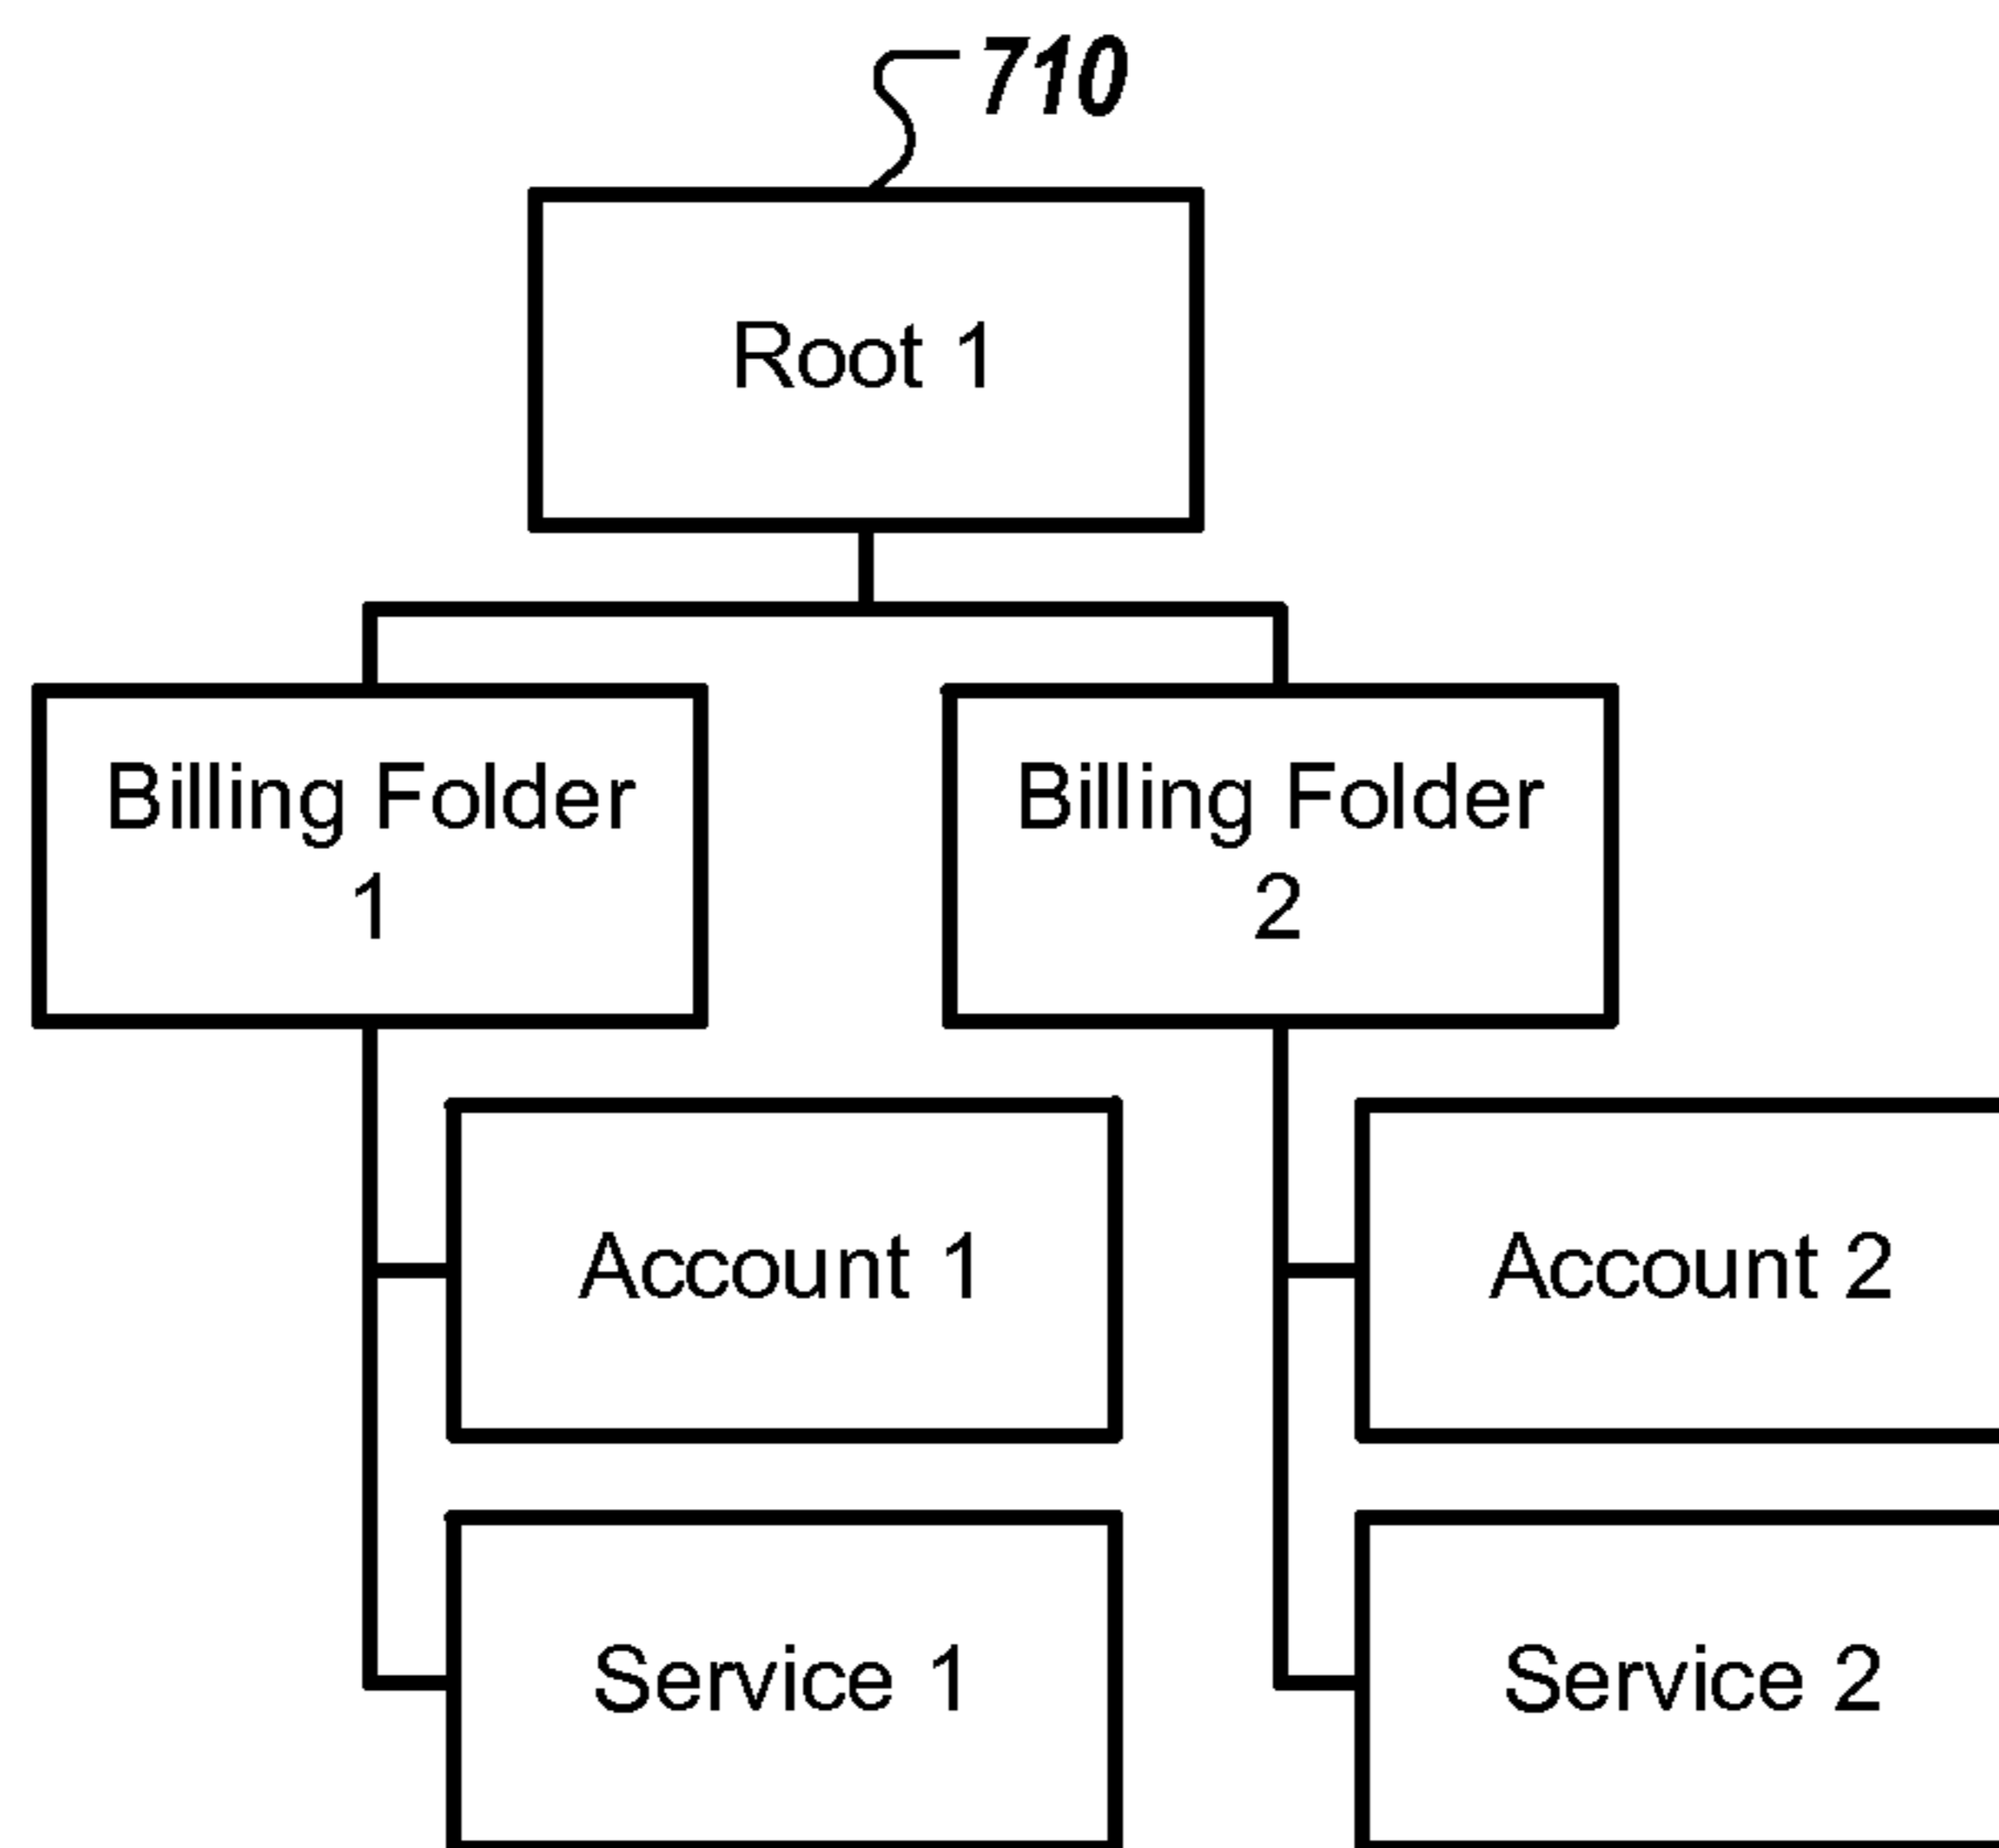 710
Root 1
Billing Folder
1
Billing Folder
2
Account 1
Account 2
Service 1
Service 2